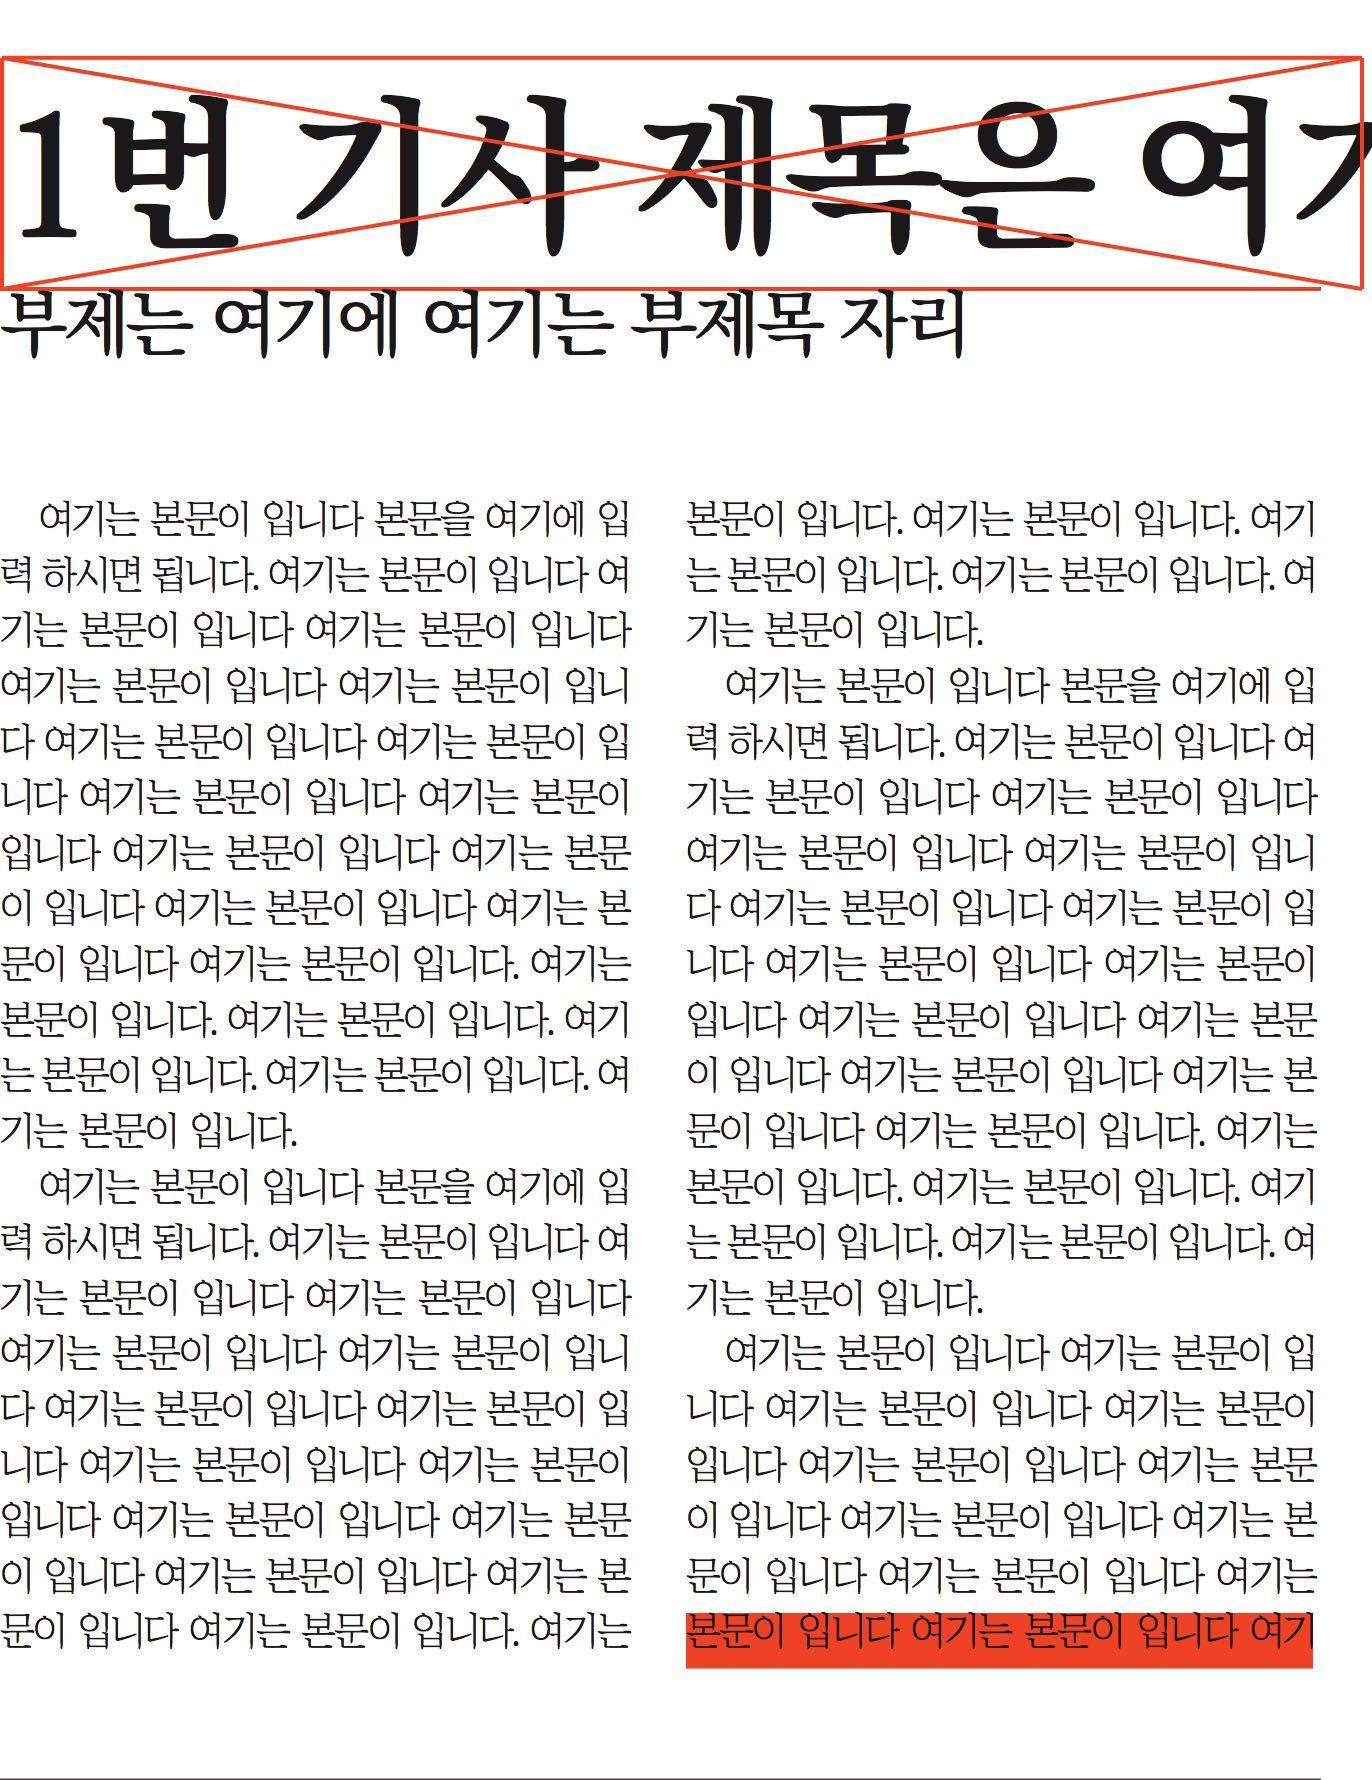 1번 기사 제목은 여
부제는 여기에 여기는 부제목 자리
여기는 본문이 입니다 본문을 여기에 입
력 하시면 됩니다. 여기는 본문이 입니다 여
기는 본문이 입니다 여기는 본문이 입니다
여기는 본문이 입니다 여기는 본문이 입니
다 여기는 본문이 입니다 여기는 본문이 입
니다 여기는 본문이 입니다 여기는 본문이
입니다 여기는 본문이 입니다 여기는 본문
이 입니다 여기는 본문이 입니다 여기는 본
문이 입니다 여기는 본문이 입니다. 여기는
본문이 입니다. 여기는 본문이 입니다. 여기
는 본문이 입니다. 여기는 본문이 입니다. 여
기는 본문이 입니다.
여기는 본문이 입니다 본문을 여기에 입
력 하시면 됩니다. 여기는 본문이 입니다 여
기는 본문이 입니다 여기는 본문이 입니다
여기는 본문이 입니다 여기는 본문이 입니
다 여기는 본문이 입니다 여기는 본문이 입
니다 여기는 본문이 입니다 여기는 본문이
입니다 여기는 본문이 입니다 여기는 본문
이 입니다 여기는 본문이 입니다 여기는 본
문이 입니다 여기는 본문이 입니다. 여기는
본문이 입니다. 여기는 본문이 입니다. 여기
는 본문이 입니다. 여기는 본문이 입니다. 여
기는 본문이 입니다.
여기는 본문이 입니다 본문을 여기에 입
력 하시면 됩니다. 여기는 본문이 입니다 여
기는 본문이 입니다 여기는 본문이 입니다
여기는 본문이 입니다 여기는 본문이 입니
다 여기는 본문이 입니다 여기는 본문이 입
니다 여기는 본문이 입니다 여기는 본문이
입니다 여기는 본문이 입니다 여기는 본문
이 입니다 여기는 본문이 입니다 여기는 본
문이 입니다 여기는 본문이 입니다. 여기는
본문이 입니다. 여기는 본문이 입니다. 여기
는 본문이 입니다. 여기는 본문이 입니다. 여
기는 본문이 입니다.
여기는 본문이 입니다 여기는 본문이 입
니다 여기는 본문이 입니다 여기는 본문이
입니다 여기는 본문이 입니다 여기는 본문
이 입니다 여기는 본문이 입니다 여기는 본
문이 입니다 여기는 본문이 입니다 여기는
본문이 입니다 여기는 본문이 입니다 여기